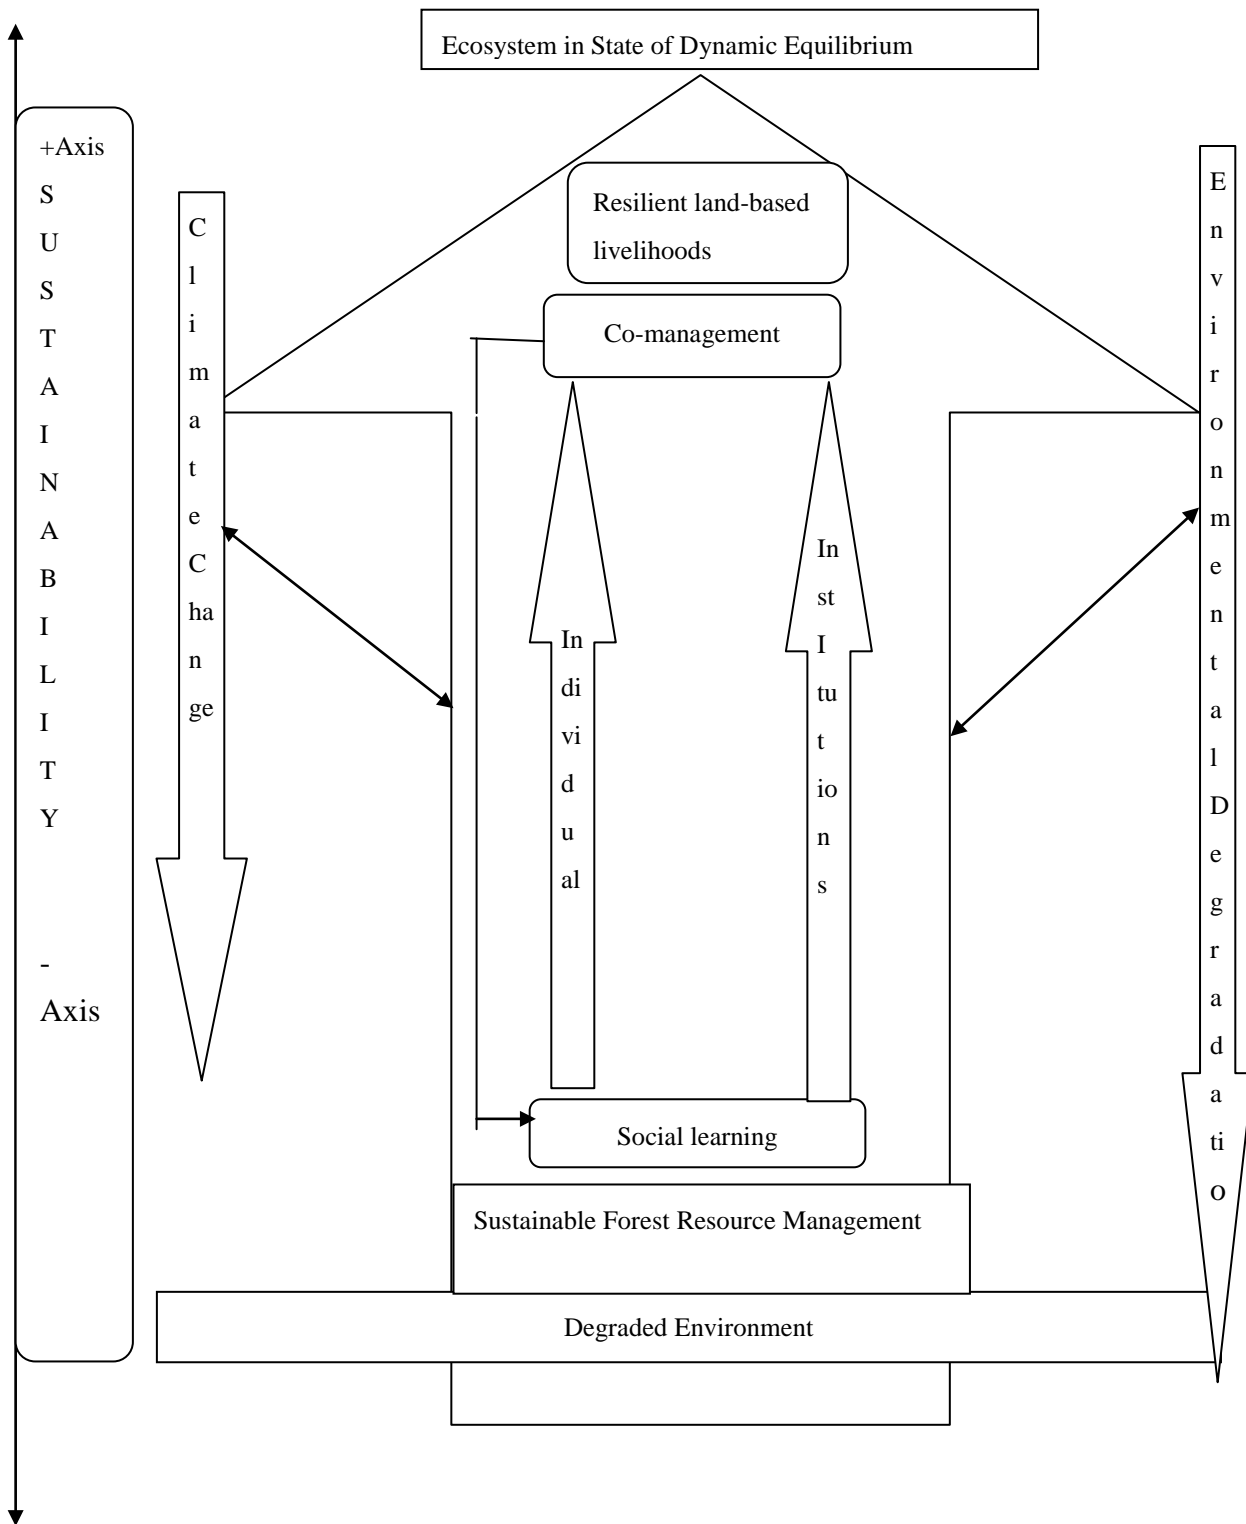 Ecosystem in State of Dynamic Equilibrium
+Axis
S
U
S
T
A
I
N
A
B
I
L
I
T
Y
-
Axis
C
l
i
m
a
t
e
C
ha
n
ge
Resilient land-based
livelihoods
Co-management
In
di
vi
d
u
al
In
st
I
tu
t
io
n
s
Social learning
Sustainable Forest Resource Management
Degraded Environment
E
n
v
i
r
o
n
m
e
n
t
a
l
D
e
g
r
a
d
a
ti
o